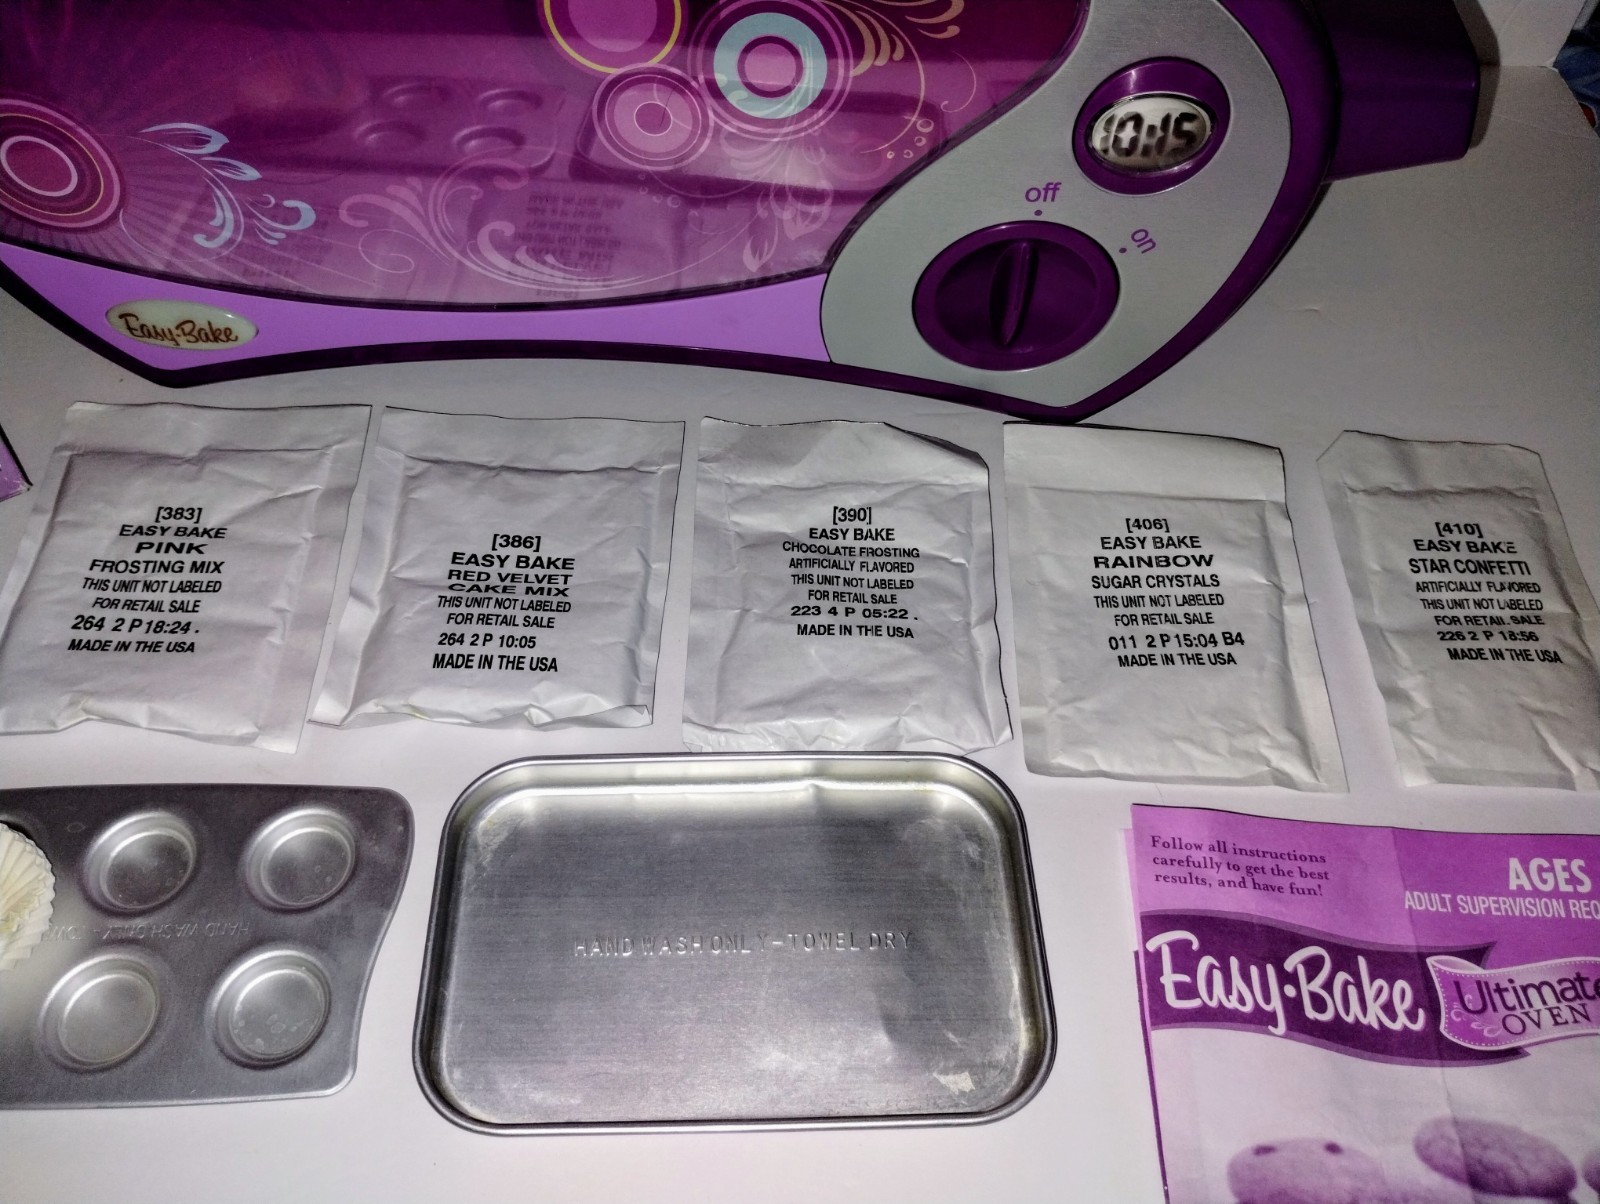 10:15
off
on
Easy-Bake
[383]
EASY BAKE
PINK
FROSTING MIX
THIS UNIT NOT LABELED
FOR RETAIL SALE
264 2 P 18:24 .
MADE IN THE USA
[386]
EASY BAKE
RED VELVET
CAKE MIX
THIS UNIT NOT LABELED
FOR RETAIL SALE
264 2 P 10:05
MADE IN THE USA
[390]
EASY BAKE
CHOCOLATE FROSTING
ARTIFICIALLY FLAVORED
THIS UNIT NOT LABELED
FOR RETAIL SALE
223 4 P 05:22 .
MADE IN THE USA
[406]
EASY BAKE
RAINBOW
SUGAR CRYSTALS
THIS UNIT NOT LABELED
FOR RETAIL SALE
011 2 P 15:04 B4
MADE IN THE USA
[410]
EASY BAKE
STAR CONFETTI
ARTIFICIALLY FLAVORED
THIS UNIT NOT LABELED
FOR RETAIL SALE
226 2 P 18:56
MADE IN THE USA
HAND WASH ONLY - TOW
HAND WASH ONLY - TOWEL DRY
Follow all instructions
carefully to get the best
results, and have fun!
AGES
ADULT SUPERVISION REQ
Easy-Bake
Ultimate
OVEN